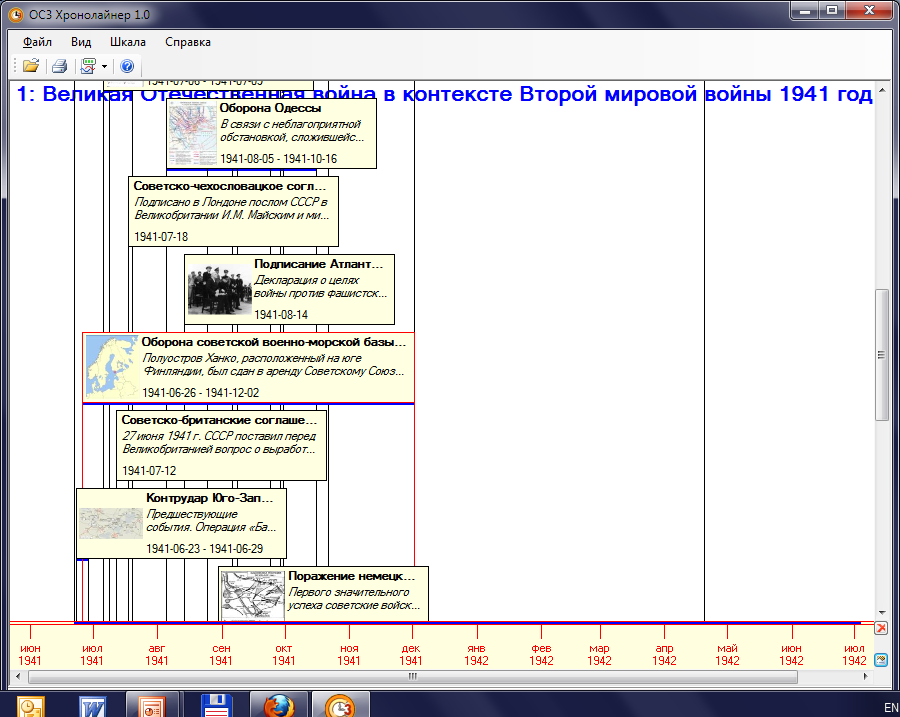 ОСЗ Хронолайнер 1.0
Файл Вид Шкала Справка
1: Великая Отечественная война в контексте Второй мировой войны 1941 год
Оборона Одессы
В связи с неблагоприятной
обстановкой, сложившейс...
1941-08-05 - 1941-10-16
Советско-чехословацкое согл...
Подписано в Лондоне послом СССР в
Великобритании И.М. Майским и ми...
1941-07-18
Подписание Атлант...
Декларация о целях
войны против фашистск...
1941-08-14
Оборона советской военно-морской базы...
Полуостров Ханко, расположенный на юге
Финляндии, был сдан в аренду Советскому Союз...
1941-06-26 - 1941-12-02
Советско-британские соглаше...
27 июня 1941 г. СССР поставил перед
Великобританией вопрос о выработ...
1941-07-12
Контрудар Юго-Зап...
Предшествующие
события. Операция «Ба...
1941-06-23 - 1941-06-29
Поражение немецк...
Первого значительного
успеха советские войск...
июн июл авг сен окт ноя дек янв фев мар апр май июн июл
1941 1941 1941 1941 1941 1941 1941 1942 1942 1942 1942 1942 1942 1942
EN